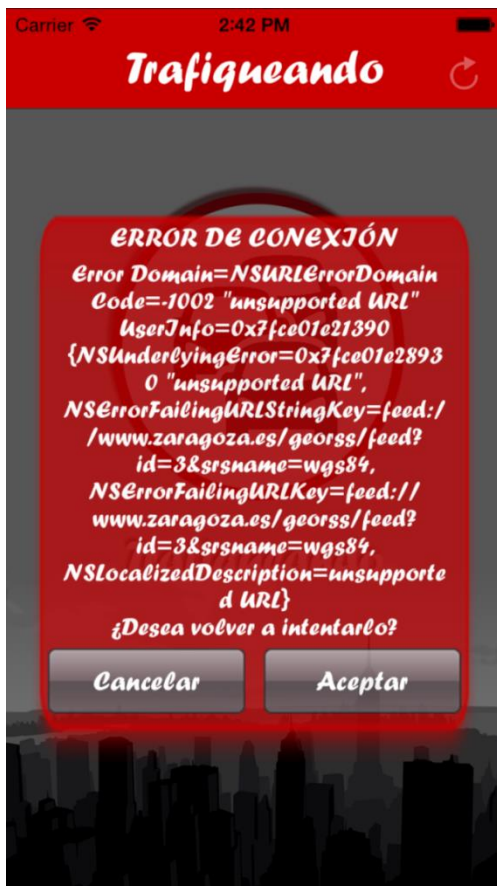 Carrier 2:42 PM
Trafiqueando
ERROR DE CONEXIÓN
Error Domain=NSURLErrorDomain
Code=-1002 "unsupported URL"
UserInfo=0x7fce01e21390
{NSUnderlyingError=0x7fce01e2893
0 "unsupported URL",
NSErrorFailingURLStringKey=feed:/
/www.zaragoza.es/georss/feed?
id=3&srsname=wgs84,
NSErrorFailingURLKey=feed://
www.zaragoza.es/georss/feed?
id=3&srsname=wgs84,
NSLocalizedDescription=unsupporte
d URL}
¿Desea volver a intentarlo?
Cancelar Aceptar